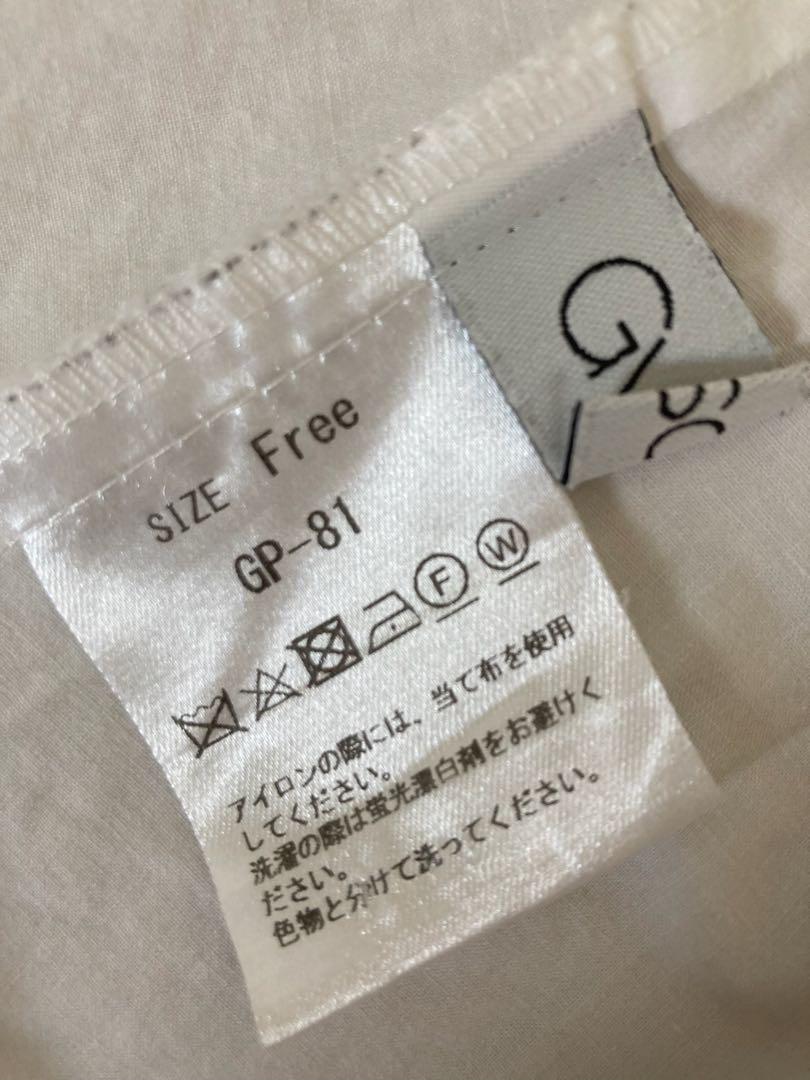 SIZE Free
GP-81
F W
アイロンの際には、当て布を使用
してください。
洗濯の際は蛍光漂白剤をお避けく
ださい。
色物と分けて洗ってください。